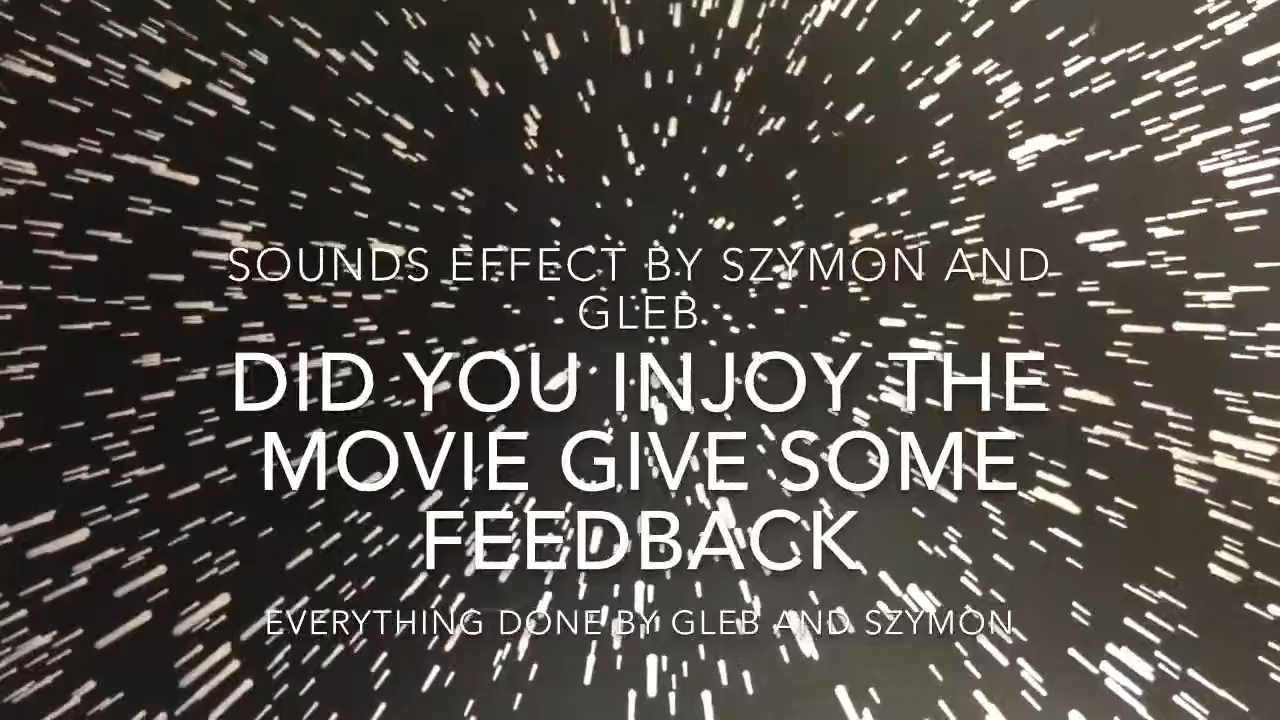 SOUNDS EFFECT BY SZYMON AND
GLEB
DID YOU INJOY THE
MOVIE GIVE SOME
FEEDBACK
EVERYTHING DONE BY GLEB AND SZYMON